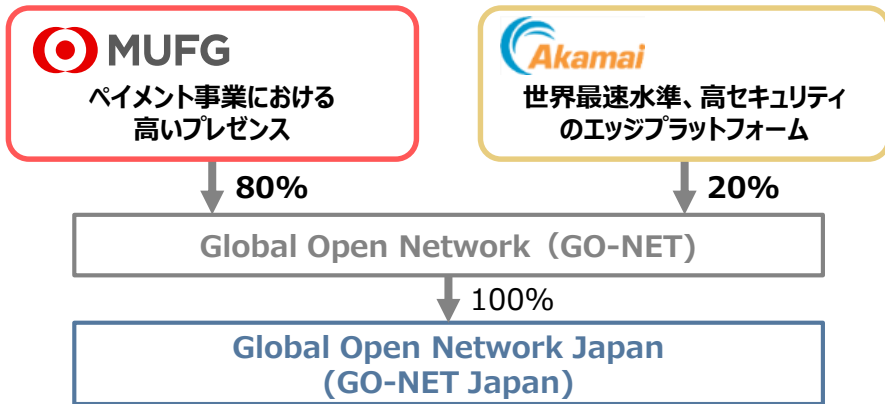 MUFG
ペイメント事業における
高いプレゼンス
Akamai
世界最速水準、高セキュリティ
のエッジプラットフォーム
80%
20%
Global Open Network（GO-NET)
100%
Global Open Network Japan
(GO-NET Japan)